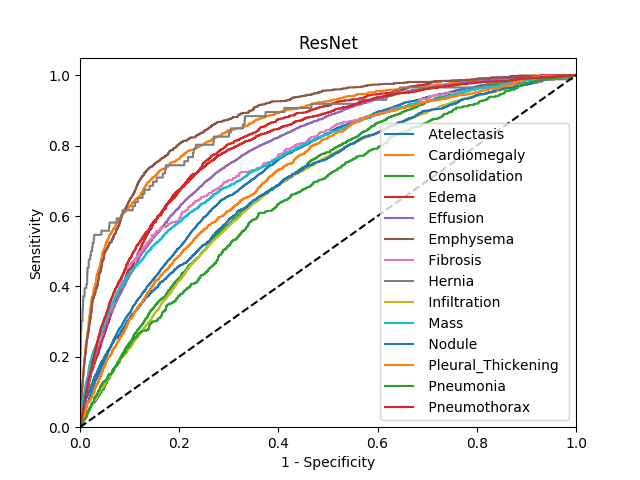 ResNet
Sensitivity
1.0
0.8
0.6
0.4
0.2
0.0
Atelectasis
Cardiomegaly
Consolidation
Edema
Effusion
Emphysema
Fibrosis
Hernia
Infiltration
Mass
Nodule
Pleural_Thickening
Pneumonia
Pneumothorax
0.0 0.2 0.4 0.6 0.8 1.0
1 - Specificity